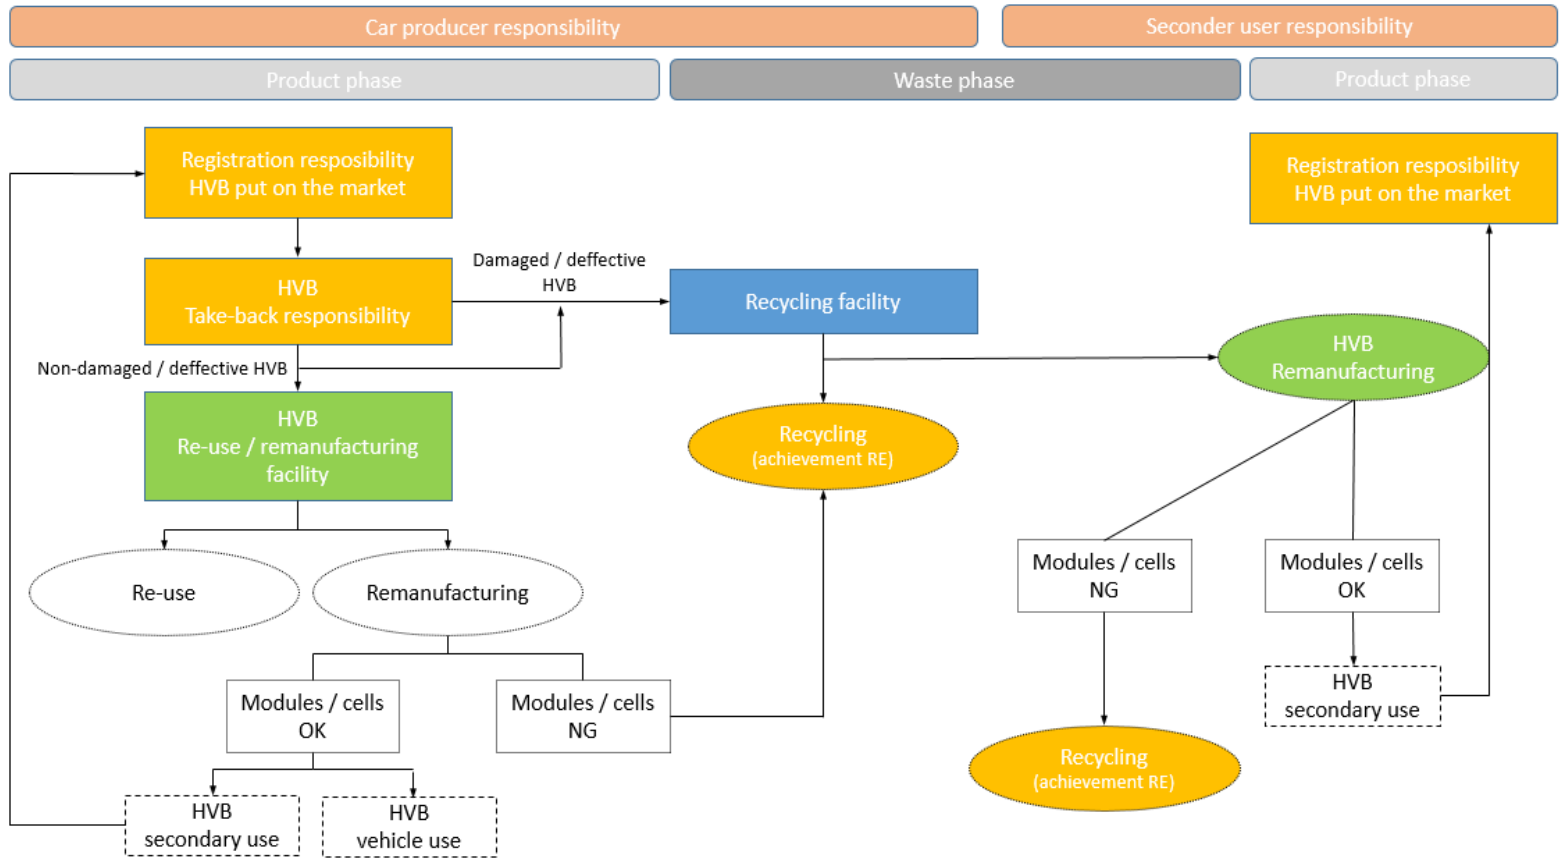 Car producer responsibility
Seconder user responsibility
Product phase
Waste phase
Product phase
Registration resposibility
HVB put on the market
Registration resposibility
HVB put on the market
HVB
Take-back responsibility
Damaged / deffective
HVB
Recycling facility
Non-damaged / deffective HVB
HVB
Remanufacturing
HVB
Re-use / remanufacturing
facility
Recycling
(achievement RE)
Re-use
Remanufacturing
Modules / cells
NG
Modules / cells
OK
Modules / cells
OK
Modules / cells
NG
HVB
secondary use
Recycling
(achievement RE)
HVB
secondary use
HVB
vehicle use